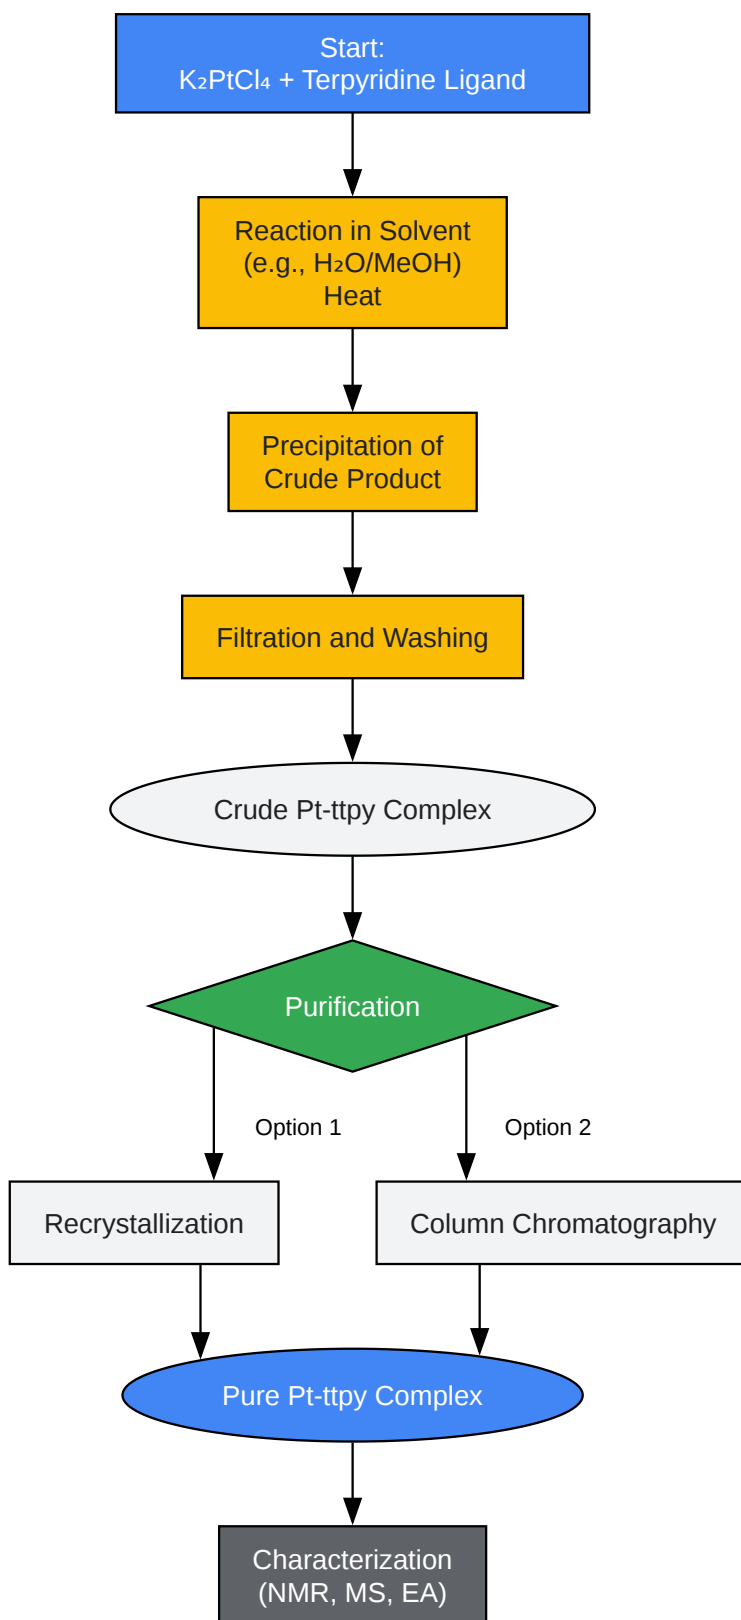 Start:
K₂PtCl₄ + Terpyridine Ligand
Reaction in Solvent
(e.g., H₂O/MeOH)
Heat
Precipitation of
Crude Product
Filtration and Washing
Crude Pt-ttpy Complex
Purification
Option 1
Option 2
Recrystallization
Column Chromatography
Pure Pt-ttpy Complex
Characterization
(NMR, MS, EA)